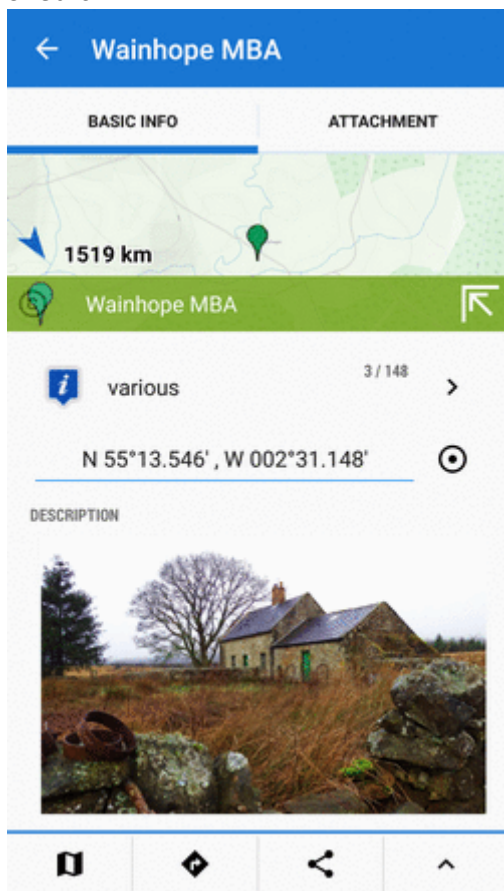 Wainhope MBA
BASIC INFO
ATTACHMENT
1519 km
Wainhope MBA
various
3 / 148
N 55°13.546' , W 002°31.148'
DESCRIPTION